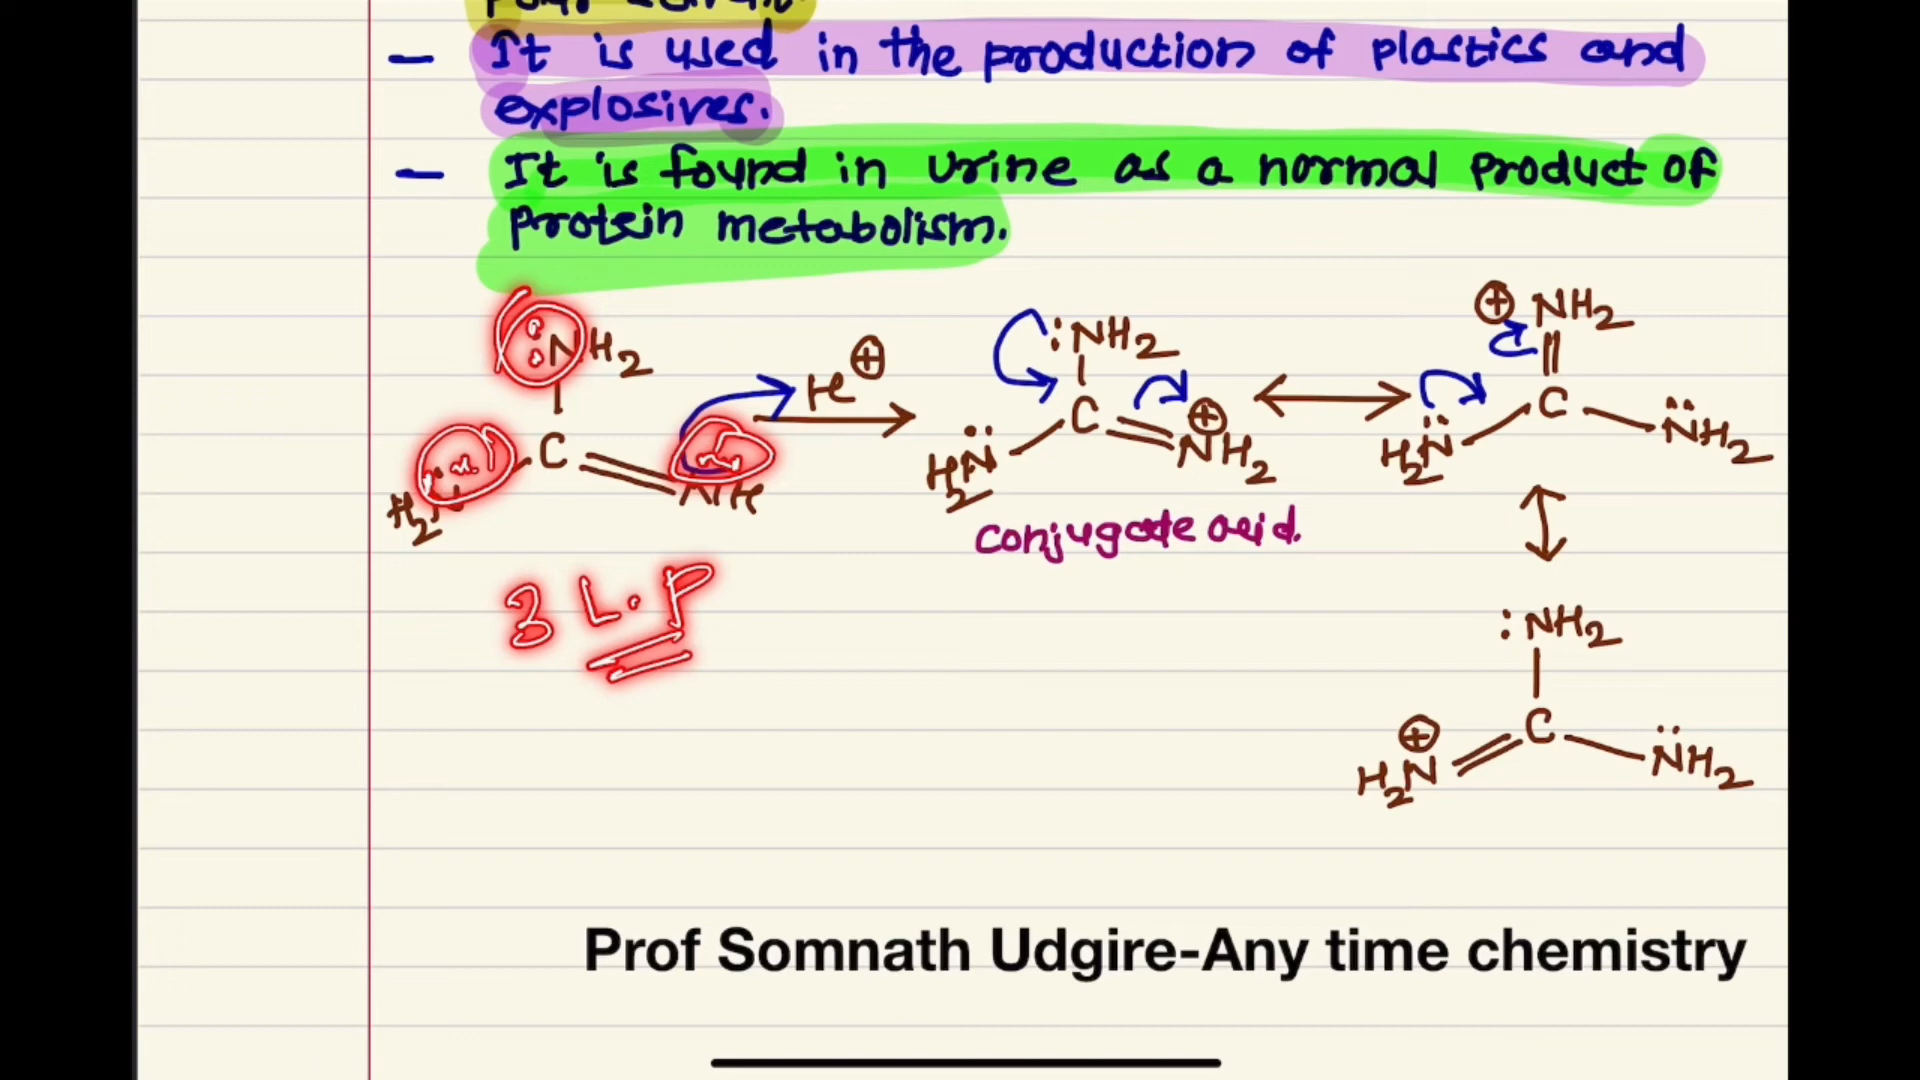 — It is used in the production of plastics and
explosives.
— It is found in urine as a normal product of
protein metabolism.
:NH2
C
H2N
NH
H⊕
:NH2
C
H2N̈
⊕
NH2
conjugate acid.
⊕ NH2
C
H2N̈
N̈H2
3 L.P
:NH2
C
⊕
H2N
N̈H2
Prof Somnath Udgire-Any time chemistry